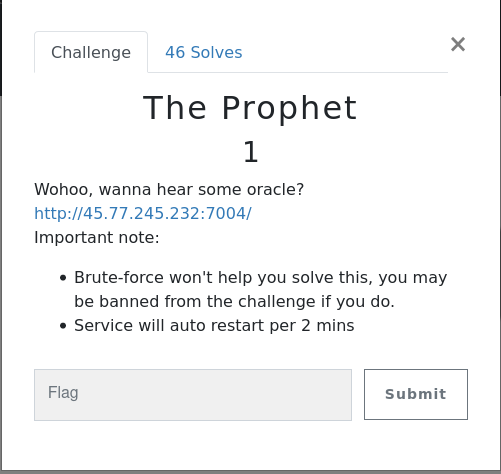 Challenge
46 Solves
×
The Prophet
1
Wohoo, wanna hear some oracle?
http://45.77.245.232:7004/
Important note:
• Brute-force won't help you solve this, you may
be banned from the challenge if you do.
• Service will auto restart per 2 mins
Flag
Submit